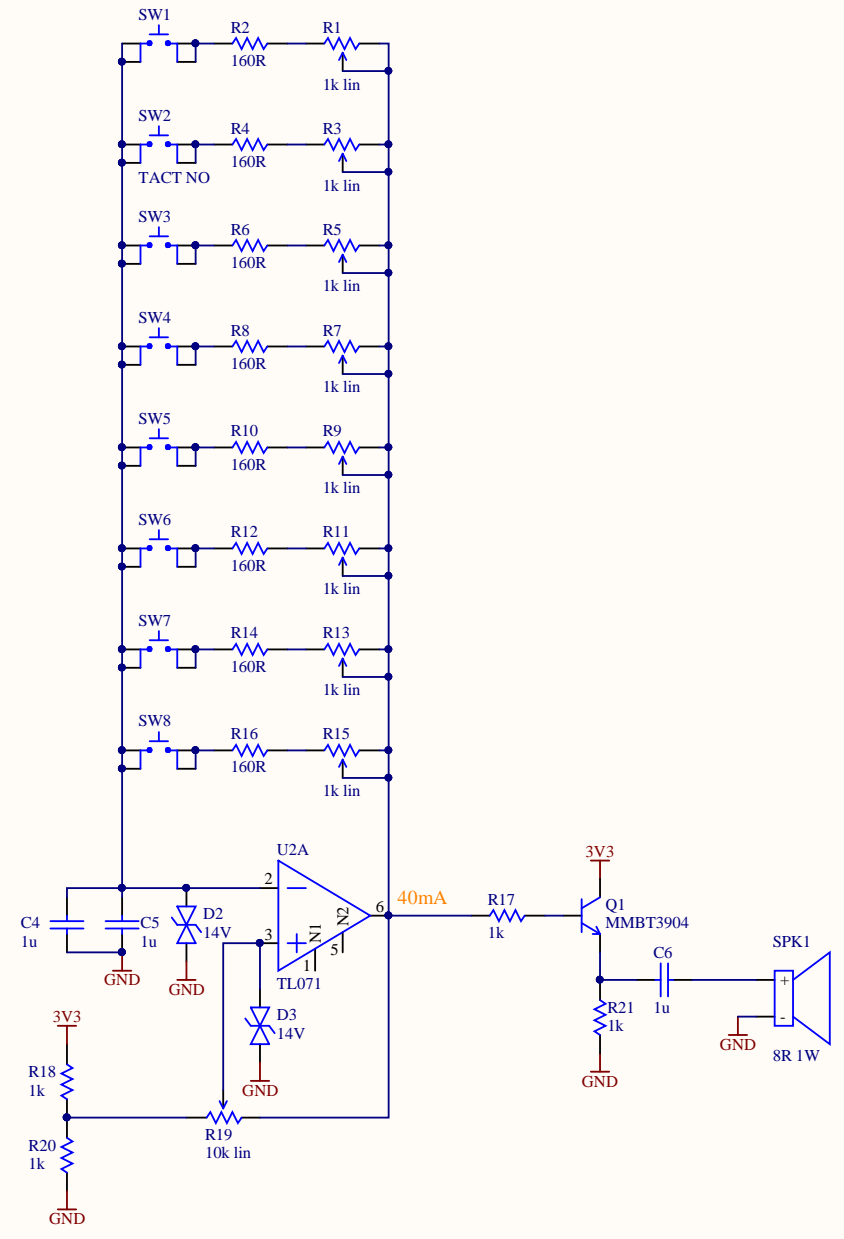 SW1
R2
R1
160R
1k lin
SW2
R4
R3
160R
TACT NO
1k lin
SW3
R6
R5
160R
1k lin
SW4
R8
R7
160R
1k lin
SW5
R10
R9
160R
1k lin
SW6
R12
R11
160R
1k lin
SW7
R14
R13
160R
1k lin
SW8
R16
R15
160R
1k lin
U2A
2
3
6
1
5
N1
N2
TL071
40mA
C4
1u
C5
1u
GND
D2
14V
GND
D3
14V
GND
3V3
R18
1k
R20
1k
GND
R19
10k lin
R17
1k
3V3
Q1
MMBT3904
C6
1u
R21
1k
GND
SPK1
+
-
GND
8R 1W